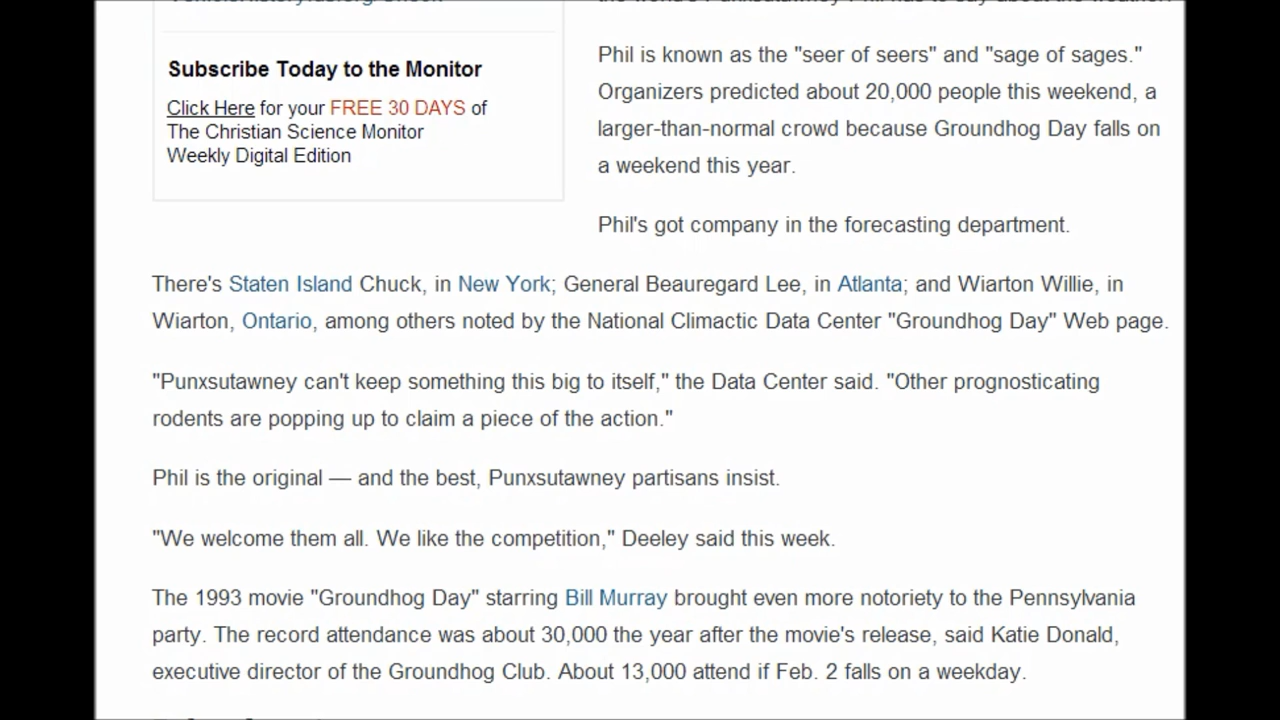 Subscribe Today to the Monitor
Click Here for your FREE 30 DAYS of
The Christian Science Monitor
Weekly Digital Edition
Phil is known as the "seer of seers" and "sage of sages."
Organizers predicted about 20,000 people this weekend, a
larger-than-normal crowd because Groundhog Day falls on
a weekend this year.
Phil's got company in the forecasting department.
There's Staten Island Chuck, in New York; General Beauregard Lee, in Atlanta; and Wiarton Willie, in
Wiarton, Ontario, among others noted by the National Climactic Data Center "Groundhog Day" Web page.
"Punxsutawney can't keep something this big to itself," the Data Center said. "Other prognosticating
rodents are popping up to claim a piece of the action."
Phil is the original — and the best, Punxsutawney partisans insist.
"We welcome them all. We like the competition," Deeley said this week.
The 1993 movie "Groundhog Day" starring Bill Murray brought even more notoriety to the Pennsylvania
party. The record attendance was about 30,000 the year after the movie's release, said Katie Donald,
executive director of the Groundhog Club. About 13,000 attend if Feb. 2 falls on a weekday.